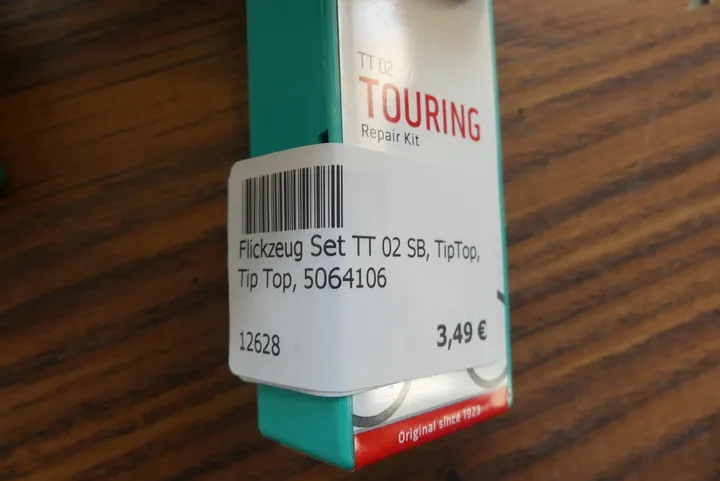 TT 02
TOURING
Repair Kit
Flickzeug Set TT 02 SB, TipTop,
Tip Top, 5064106
12628
3,49 €
Original since 1923